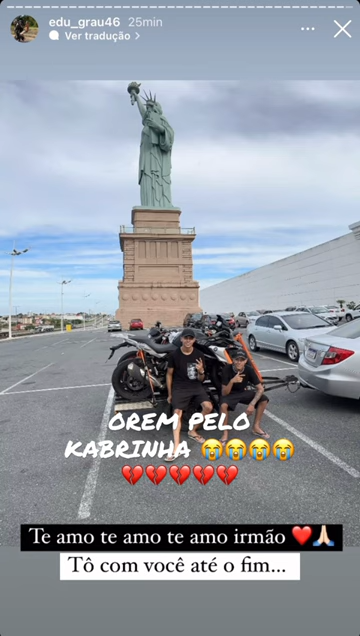 edu_grau46 25min
Ver tradução >
OREM PELO
KABRINHA 😭😭😭😭
💔💔💔💔💔
Te amo te amo te amo irmão ❤️🙏🏻
Tô com você até o fim...